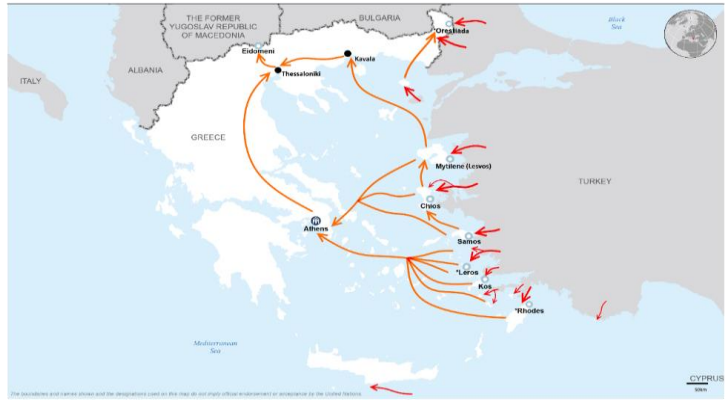 THE FORMER
YUGOSLAV REPUBLIC
OF MACEDONIA
BULGARIA
Black
Sea
*Orestiada
Eidomeni
Kavala
Thessaloniki
ITALY
ALBANIA
GREECE
Mytilene (Lesvos)
TURKEY
Chios
Athens
Samos
*Leros
Kos
*Rhodes
Mediterranean
Sea
CYPRUS
50km
The boundaries and names shown and the designations used on this map do not imply official endorsement or acceptance by the United Nations.